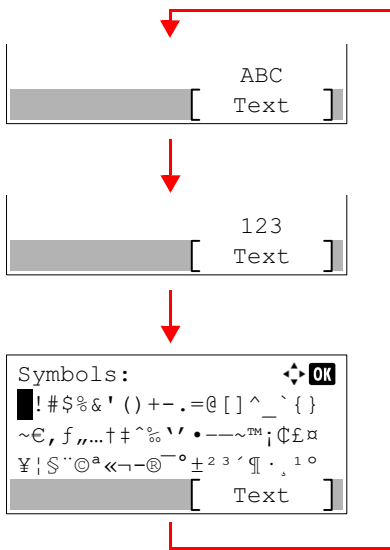 ABC
[ Text ]
123
[ Text ]
Symbols: OK
!#$%&'()+-.=@[]^_`{}
~€‚ƒ„…†‡ˆ‰‘’•–—~™¡₵£¤
¥¦§¨©ª«¬-®¯°±²³´¶·¸¹º
[ Text ]